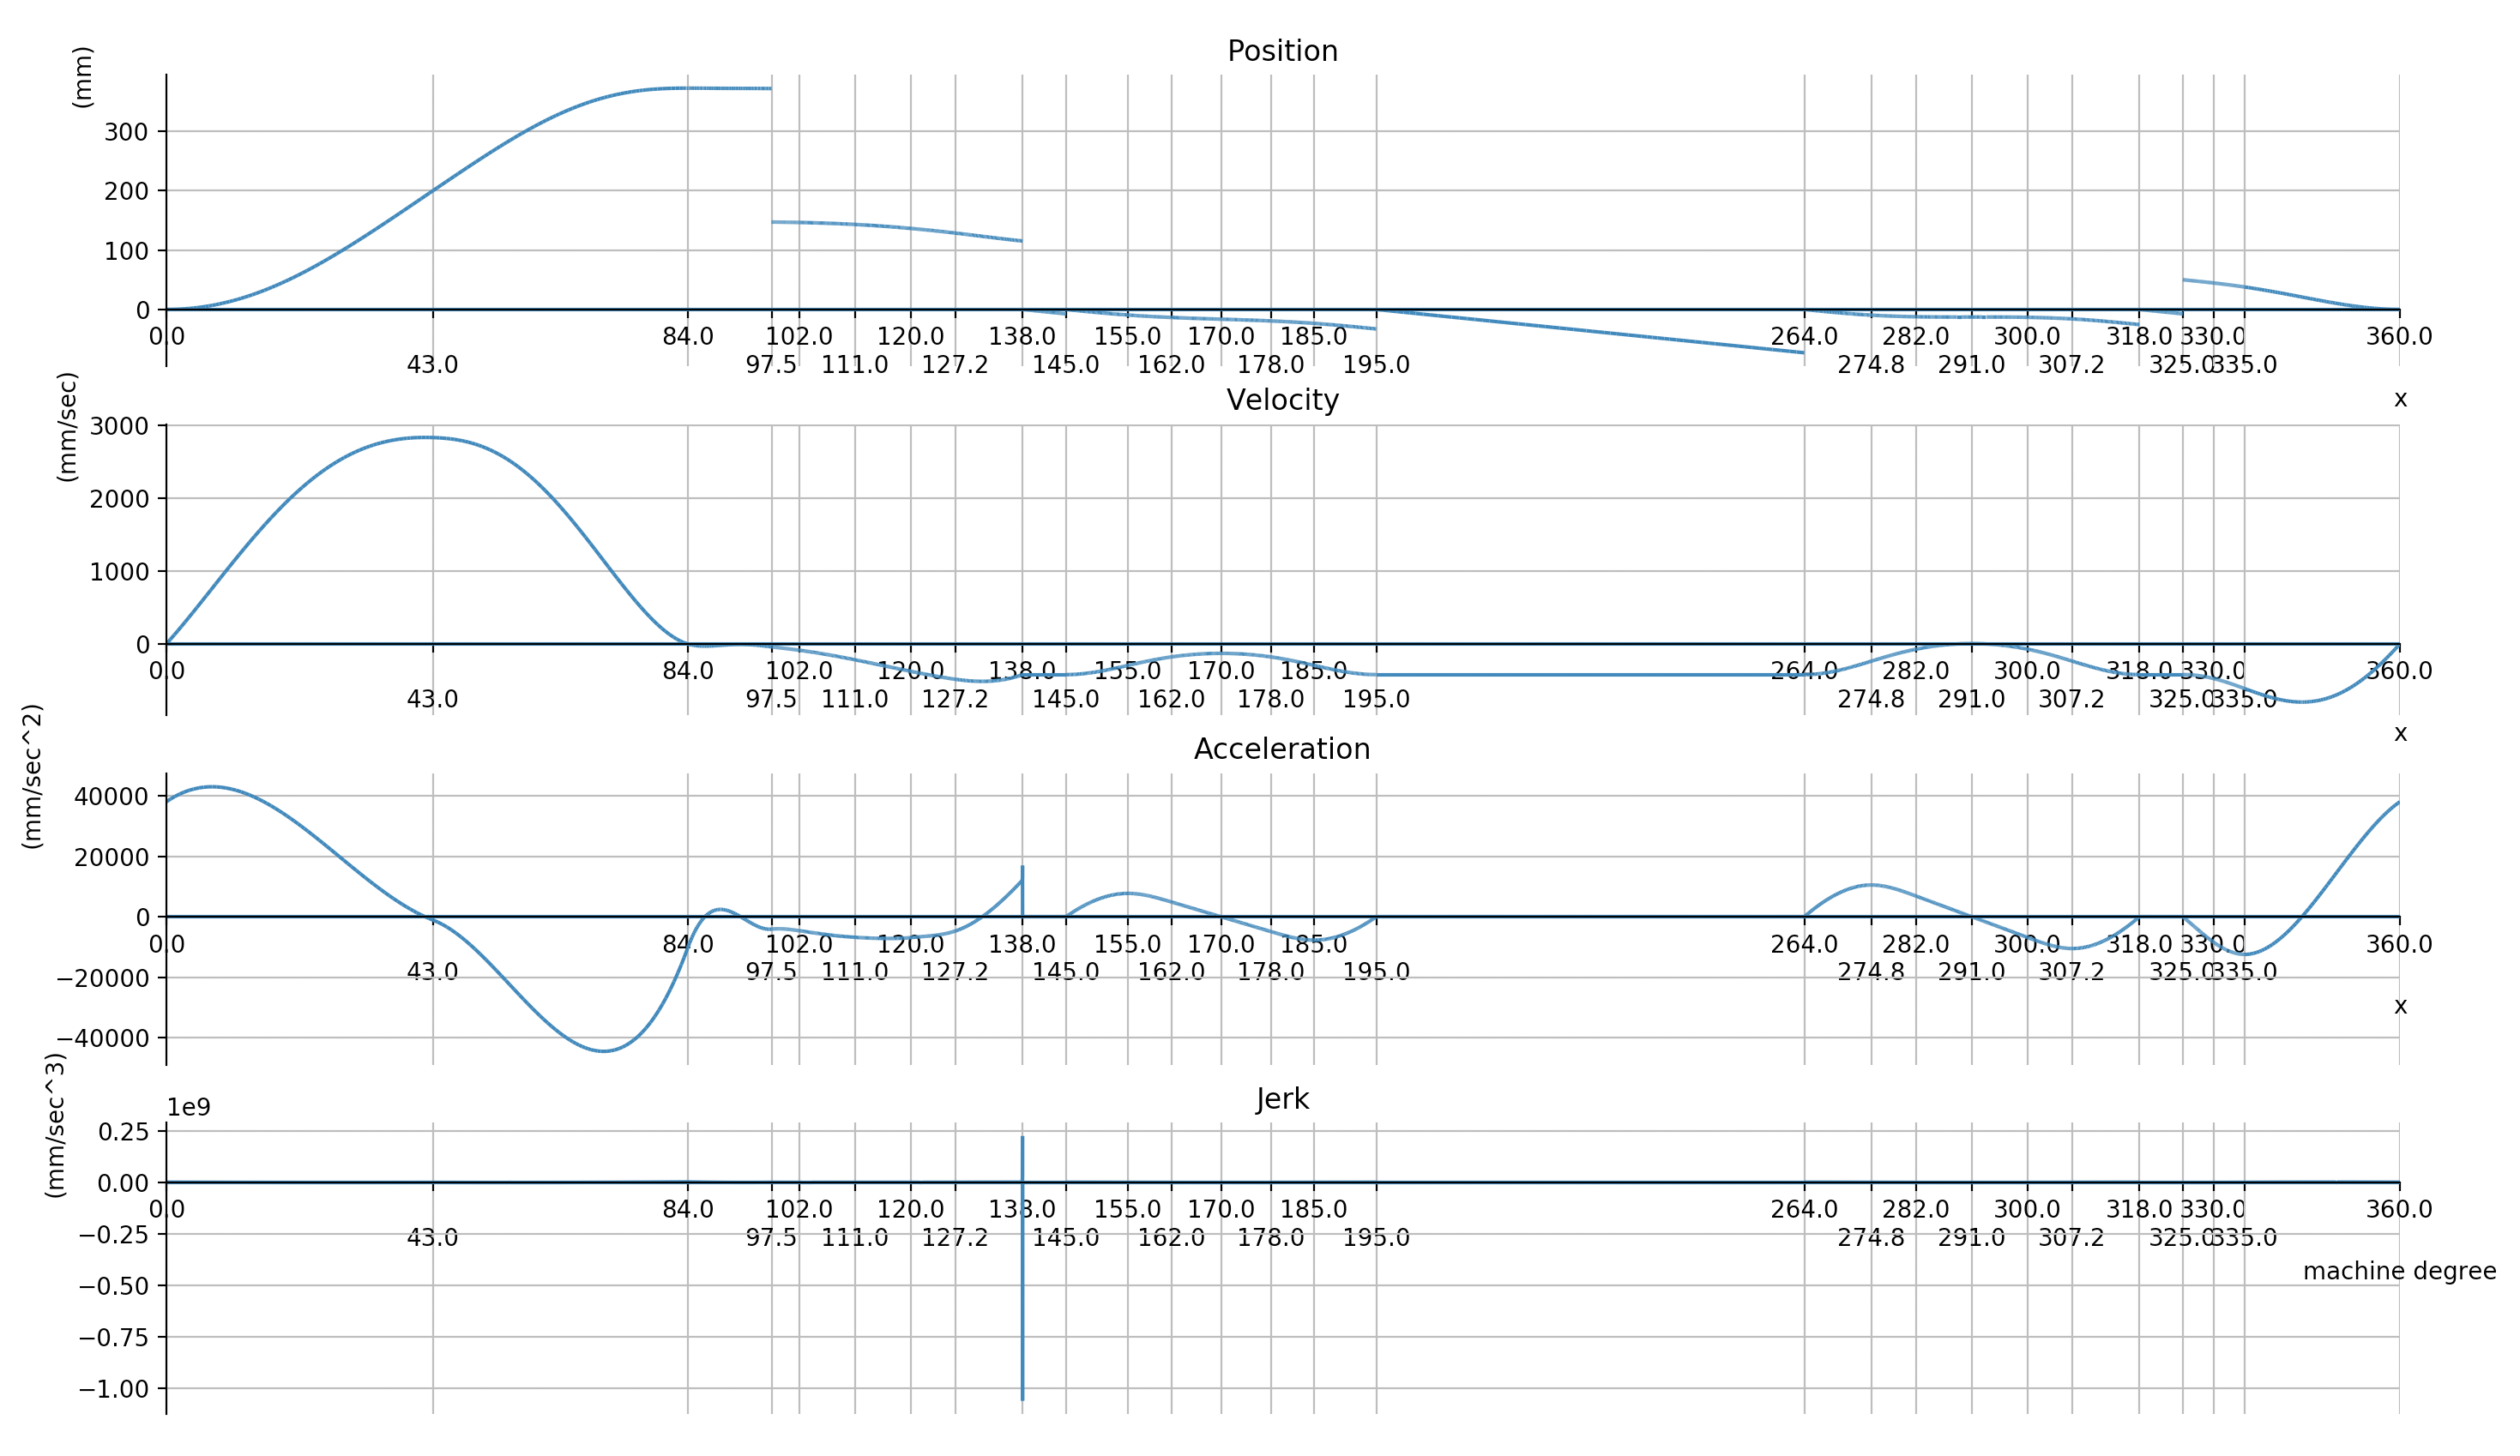 Position
(mm)
300
200
100
0
0.0 84.0 102.0 120.0 138.0 155.0 170.0 185.0 264.0 282.0 300.0 318.0 330.0 360.0
43.0 97.5 111.0 127.2 145.0 162.0 178.0 195.0 274.8 291.0 307.2 325.0 335.0
x
Velocity
(mm/sec)
3000
2000
1000
0
0.0 84.0 102.0 120.0 138.0 155.0 170.0 185.0 264.0 282.0 300.0 318.0 330.0 360.0
43.0 97.5 111.0 127.2 145.0 162.0 178.0 195.0 274.8 291.0 307.2 325.0 335.0
x
Acceleration
(mm/sec^2)
40000
20000
0
0.0 84.0 102.0 120.0 138.0 155.0 170.0 185.0 264.0 282.0 300.0 318.0 330.0 360.0
43.0 97.5 111.0 127.2 145.0 162.0 178.0 195.0 274.8 291.0 307.2 325.0 335.0
−20000
x
−40000
Jerk
(mm/sec^3)
1e9
0.25
0.00
0.0 84.0 102.0 120.0 138.0 155.0 170.0 185.0 264.0 282.0 300.0 318.0 330.0 360.0
−0.25
43.0 97.5 111.0 127.2 145.0 162.0 178.0 195.0 274.8 291.0 307.2 325.0 335.0
machine degree
−0.50
−0.75
−1.00